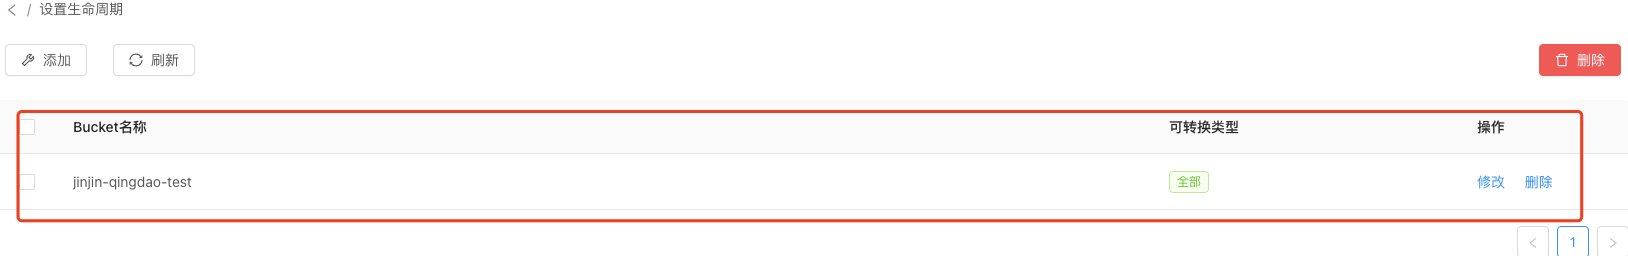 < / 设置生命周期
添加 刷新 删除
Bucket名称 可转换类型 操作
jinjin-qingdao-test 全部 修改 删除
< 1 >